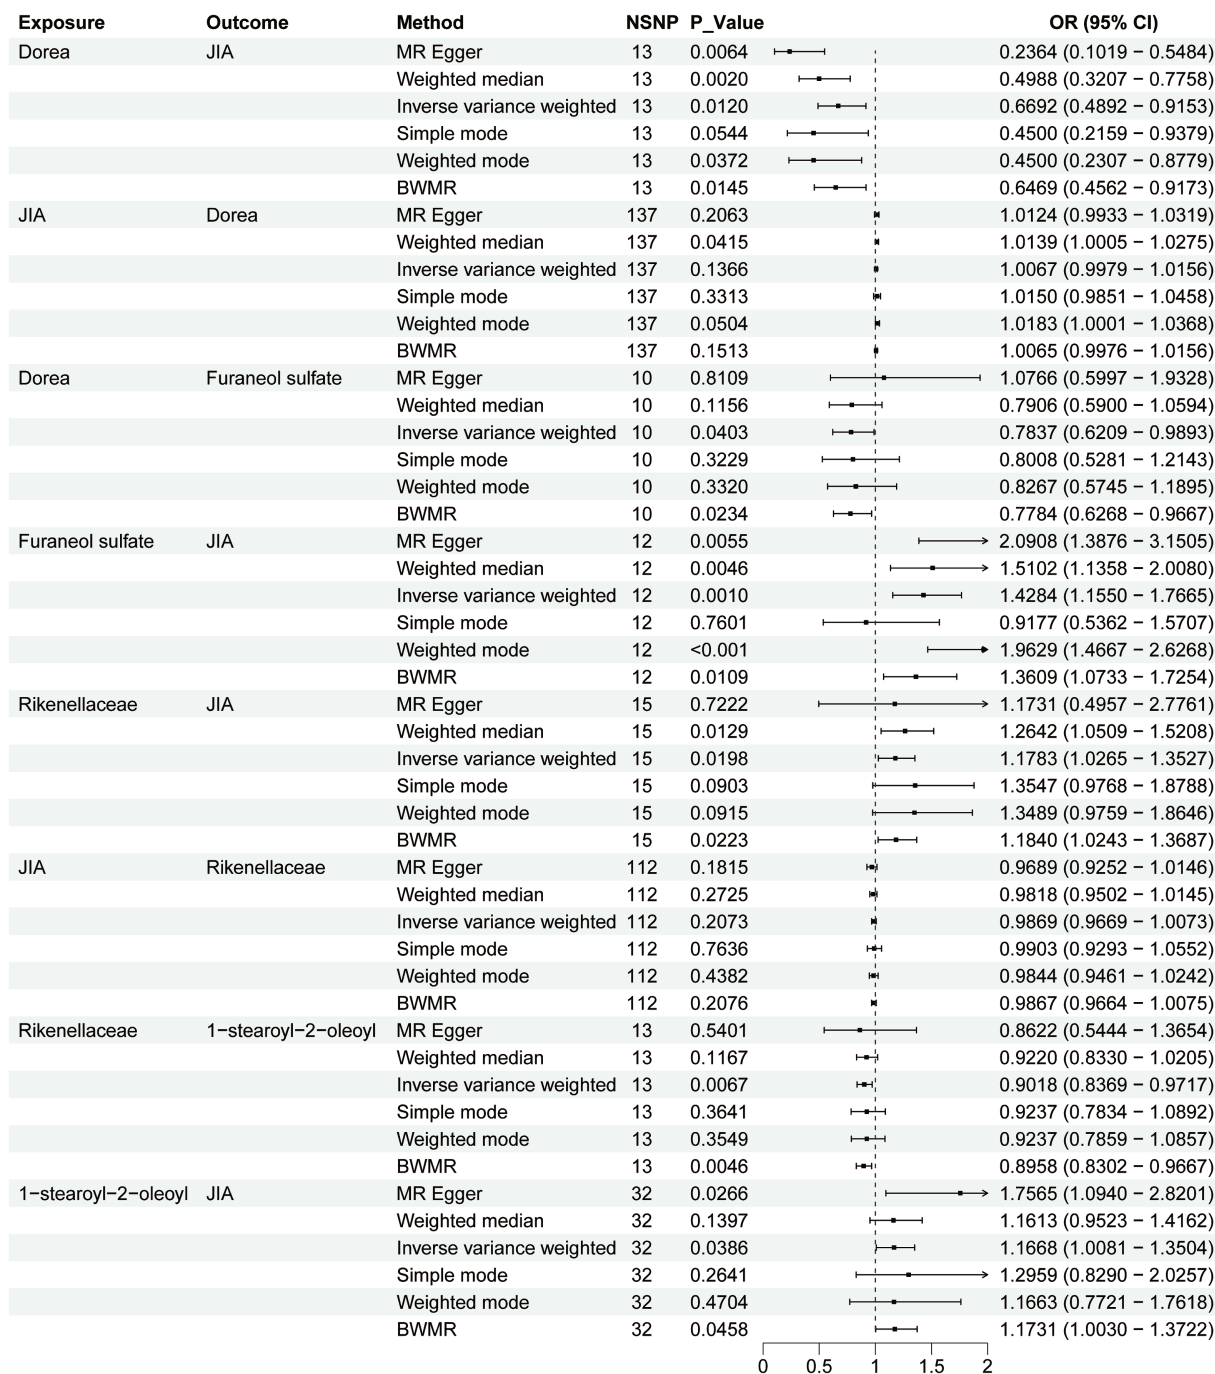 Exposure Outcome Method NSNP P_Value OR (95% CI)
Dorea JIA MR Egger 13 0.0064 0.2364 (0.1019 − 0.5484)
Weighted median 13 0.0020 0.4988 (0.3207 − 0.7758)
Inverse variance weighted 13 0.0120 0.6692 (0.4892 − 0.9153)
Simple mode 13 0.0544 0.4500 (0.2159 − 0.9379)
Weighted mode 13 0.0372 0.4500 (0.2307 − 0.8779)
BWMR 13 0.0145 0.6469 (0.4562 − 0.9173)
JIA Dorea MR Egger 137 0.2063 1.0124 (0.9933 − 1.0319)
Weighted median 137 0.0415 1.0139 (1.0005 − 1.0275)
Inverse variance weighted 137 0.1366 1.0067 (0.9979 − 1.0156)
Simple mode 137 0.3313 1.0150 (0.9851 − 1.0458)
Weighted mode 137 0.0504 1.0183 (1.0001 − 1.0368)
BWMR 137 0.1513 1.0065 (0.9976 − 1.0156)
Dorea Furaneol sulfate MR Egger 10 0.8109 1.0766 (0.5997 − 1.9328)
Weighted median 10 0.1156 0.7906 (0.5900 − 1.0594)
Inverse variance weighted 10 0.0403 0.7837 (0.6209 − 0.9893)
Simple mode 10 0.3229 0.8008 (0.5281 − 1.2143)
Weighted mode 10 0.3320 0.8267 (0.5745 − 1.1895)
BWMR 10 0.0234 0.7784 (0.6268 − 0.9667)
Furaneol sulfate JIA MR Egger 12 0.0055 2.0908 (1.3876 − 3.1505)
Weighted median 12 0.0046 1.5102 (1.1358 − 2.0080)
Inverse variance weighted 12 0.0010 1.4284 (1.1550 − 1.7665)
Simple mode 12 0.7601 0.9177 (0.5362 − 1.5707)
Weighted mode 12 <0.001 1.9629 (1.4667 − 2.6268)
BWMR 12 0.0109 1.3609 (1.0733 − 1.7254)
Rikenellaceae JIA MR Egger 15 0.7222 1.1731 (0.4957 − 2.7761)
Weighted median 15 0.0129 1.2642 (1.0509 − 1.5208)
Inverse variance weighted 15 0.0198 1.1783 (1.0265 − 1.3527)
Simple mode 15 0.0903 1.3547 (0.9768 − 1.8788)
Weighted mode 15 0.0915 1.3489 (0.9759 − 1.8646)
BWMR 15 0.0223 1.1840 (1.0243 − 1.3687)
JIA Rikenellaceae MR Egger 112 0.1815 0.9689 (0.9252 − 1.0146)
Weighted median 112 0.2725 0.9818 (0.9502 − 1.0145)
Inverse variance weighted 112 0.2073 0.9869 (0.9669 − 1.0073)
Simple mode 112 0.7636 0.9903 (0.9293 − 1.0552)
Weighted mode 112 0.4382 0.9844 (0.9461 − 1.0242)
BWMR 112 0.2076 0.9867 (0.9664 − 1.0075)
Rikenellaceae 1−stearoyl−2−oleoyl MR Egger 13 0.5401 0.8622 (0.5444 − 1.3654)
Weighted median 13 0.1167 0.9220 (0.8330 − 1.0205)
Inverse variance weighted 13 0.0067 0.9018 (0.8369 − 0.9717)
Simple mode 13 0.3641 0.9237 (0.7834 − 1.0892)
Weighted mode 13 0.3549 0.9237 (0.7859 − 1.0857)
BWMR 13 0.0046 0.8958 (0.8302 − 0.9667)
1−stearoyl−2−oleoyl JIA MR Egger 32 0.0266 1.7565 (1.0940 − 2.8201)
Weighted median 32 0.1397 1.1613 (0.9523 − 1.4162)
Inverse variance weighted 32 0.0386 1.1668 (1.0081 − 1.3504)
Simple mode 32 0.2641 1.2959 (0.8290 − 2.0257)
Weighted mode 32 0.4704 1.1663 (0.7721 − 1.7618)
BWMR 32 0.0458 1.1731 (1.0030 − 1.3722)
0 0.5 1 1.5 2